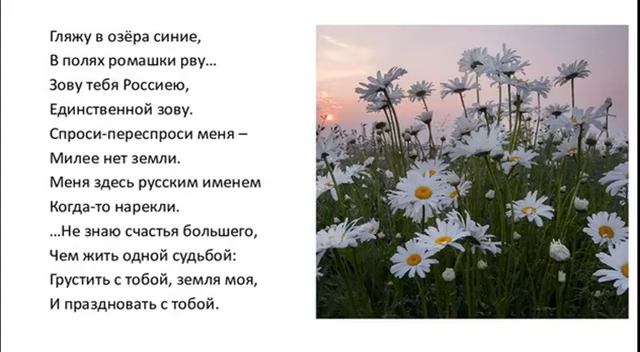 Гляжу в озёра синие,
В полях ромашки рву...
Зову тебя Россиею,
Единственной зову.
Спроси-переспроси меня –
Милее нет земли.
Меня здесь русским именем
Когда-то нарекли.
...Не знаю счастья большего,
Чем жить одной судьбой:
Грустить с тобой, земля моя,
И праздновать с тобой.